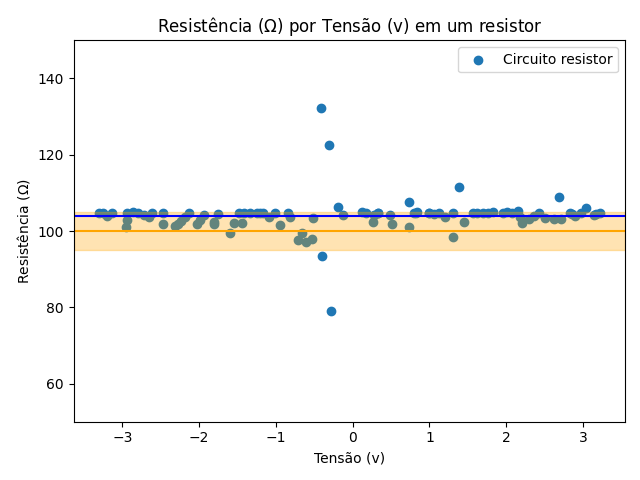 Resistência (Ω) por Tensão (v) em um resistor
Circuito resistor
140
120
100
80
60
Resistência (Ω)
−3 −2 −1 0 1 2 3
Tensão (v)